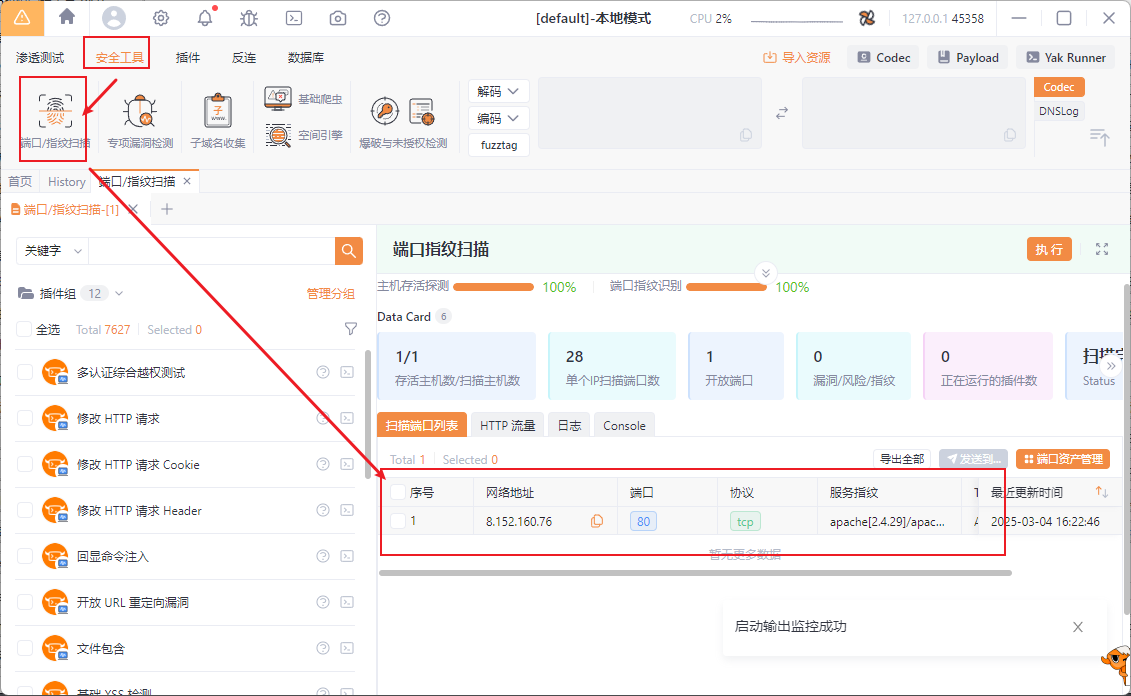 [default]-本地模式
CPU 2%
127.0.0.1 45358
渗透测试 安全工具 插件 反连 数据库
导入资源 Codec Payload Yak Runner
端口/指纹扫描
专项漏洞检测
子域名收集
基础爬虫
空间引擎
爆破与未授权检测
解码
编码
fuzztag
Codec
DNSLog
首页 History 端口/指纹扫描
端口/指纹扫描-[1]
关键字
插件组 12 管理分组
全选 Total 7627 Selected 0
多认证综合越权测试
修改 HTTP 请求
修改 HTTP 请求 Cookie
修改 HTTP 请求 Header
回显命令注入
开放 URL 重定向漏洞
文件包含
基础 XSS 检测
端口指纹扫描 执行
主机存活探测 100% 端口指纹识别 100%
Data Card 6
1/1
存活主机数/扫描主机数
28
单个IP扫描端口数
1
开放端口
0
漏洞/风险/指纹
0
正在运行的插件数
Status
扫描端口列表 HTTP 流量 日志 Console
Total 1 Selected 0 导出全部 发送到... 端口资产管理
序号 网络地址 端口 协议 服务指纹 最近更新时间
1 8.152.160.76 80 tcp apache[2.4.29]/apac... 2025-03-04 16:22:46
暂无更多数据
启动输出监控成功